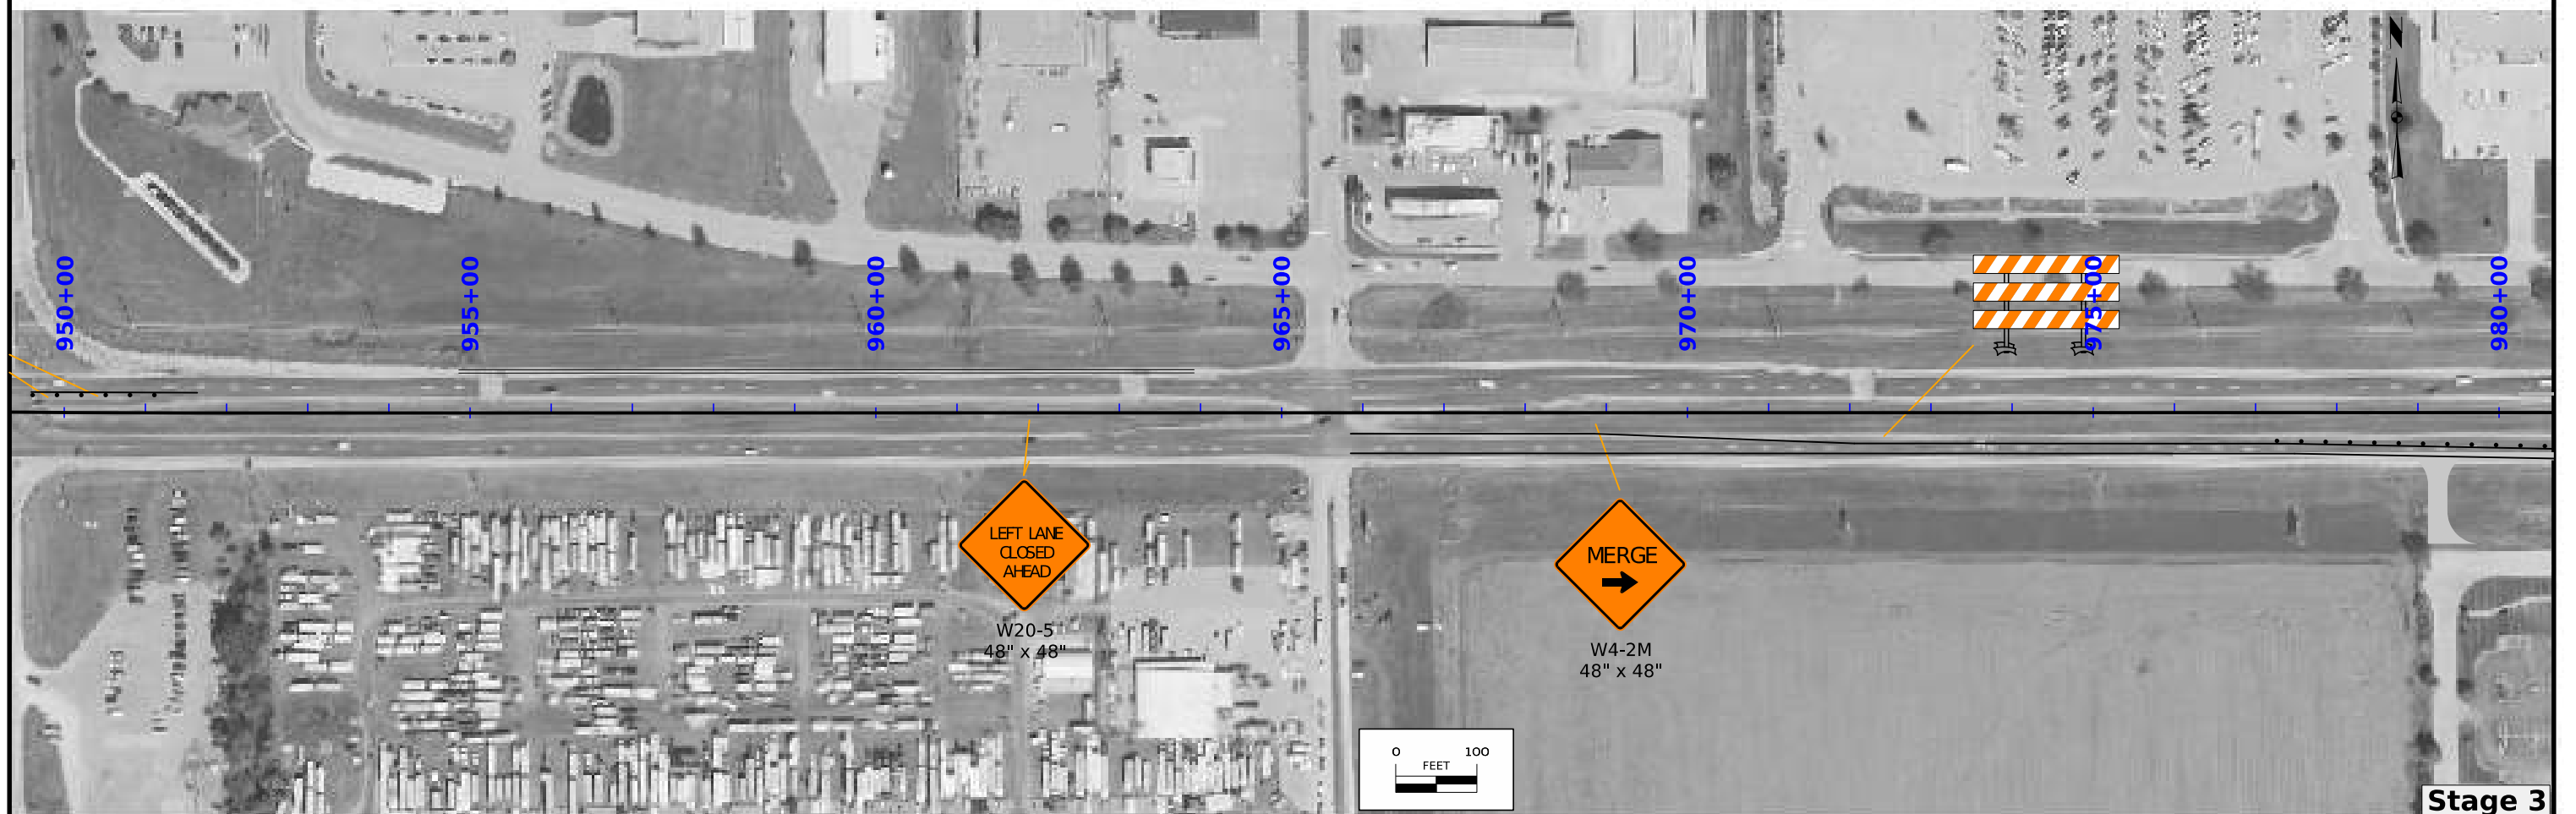 950+00
955+00
960+00
965+00
970+00
975+00
980+00
LEFT LANE
CLOSED
AHEAD
W20-5
48" x 48"
MERGE
W4-2M
48" x 48"
0 100
FEET
Stage 3